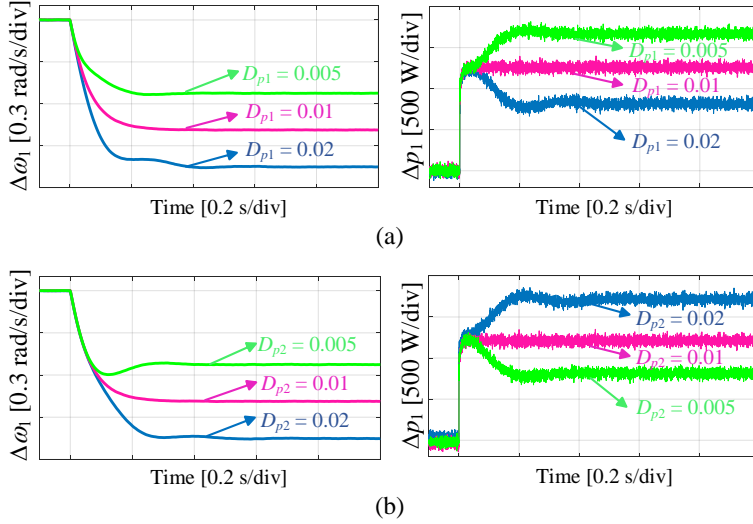 (a)
Δω1 [0.3 rad/s/div]
Dp1 = 0.005
Dp1 = 0.01
Dp1 = 0.02
Time [0.2 s/div]
Δp1 [500 W/div]
Dp1 = 0.005
Dp1 = 0.01
Dp1 = 0.02
Time [0.2 s/div]
(a)
Δω1 [0.3 rad/s/div]
Dp2 = 0.005
Dp2 = 0.01
Dp2 = 0.02
Time [0.2 s/div]
Δp1 [500 W/div]
Dp2 = 0.02
Dp2 = 0.01
Dp2 = 0.005
Time [0.2 s/div]
(b)